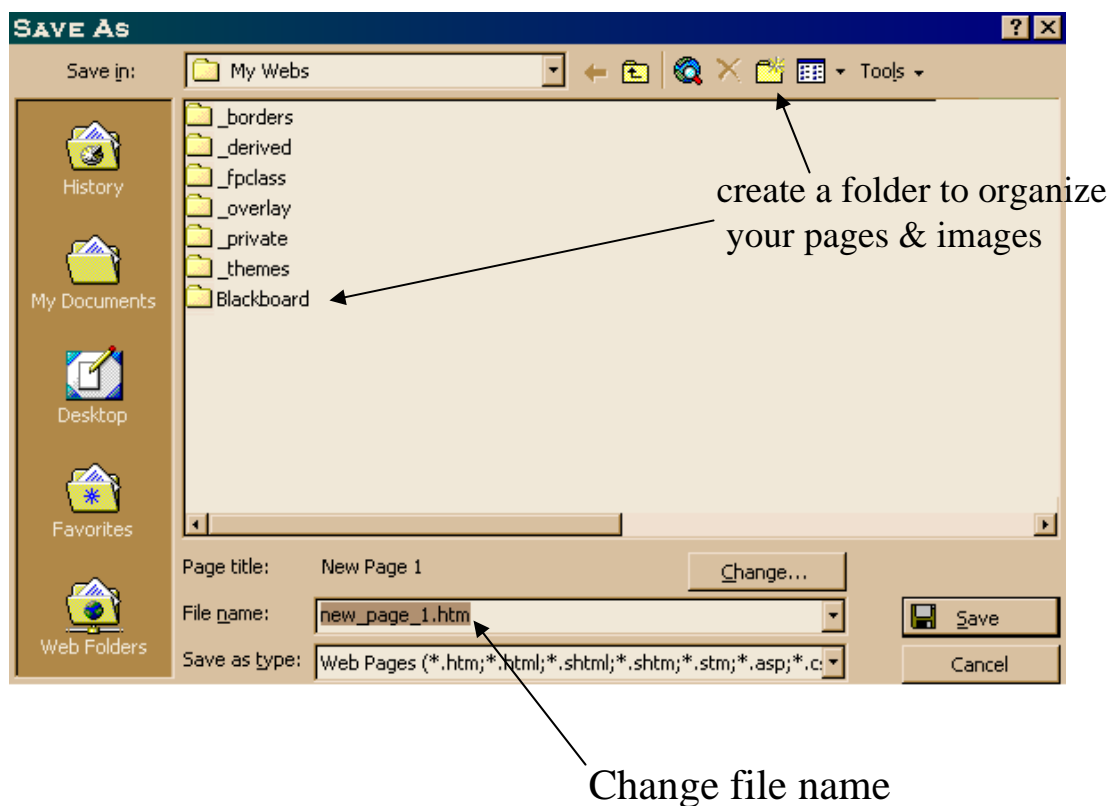 SAVE AS
Save in:
My Webs
Tools
_borders
_derived
_fpclass
_overlay
_private
_themes
Blackboard
History
My Documents
Desktop
Favorites
Web Folders
create a folder to organize
your pages & images
Page title:
New Page 1
Change...
File name:
new_page_1.htm
Save
Save as type:
Web Pages (*.htm;*.html;*.shtml;*.shtm;*.stm;*.asp;*.c
Cancel
Change file name